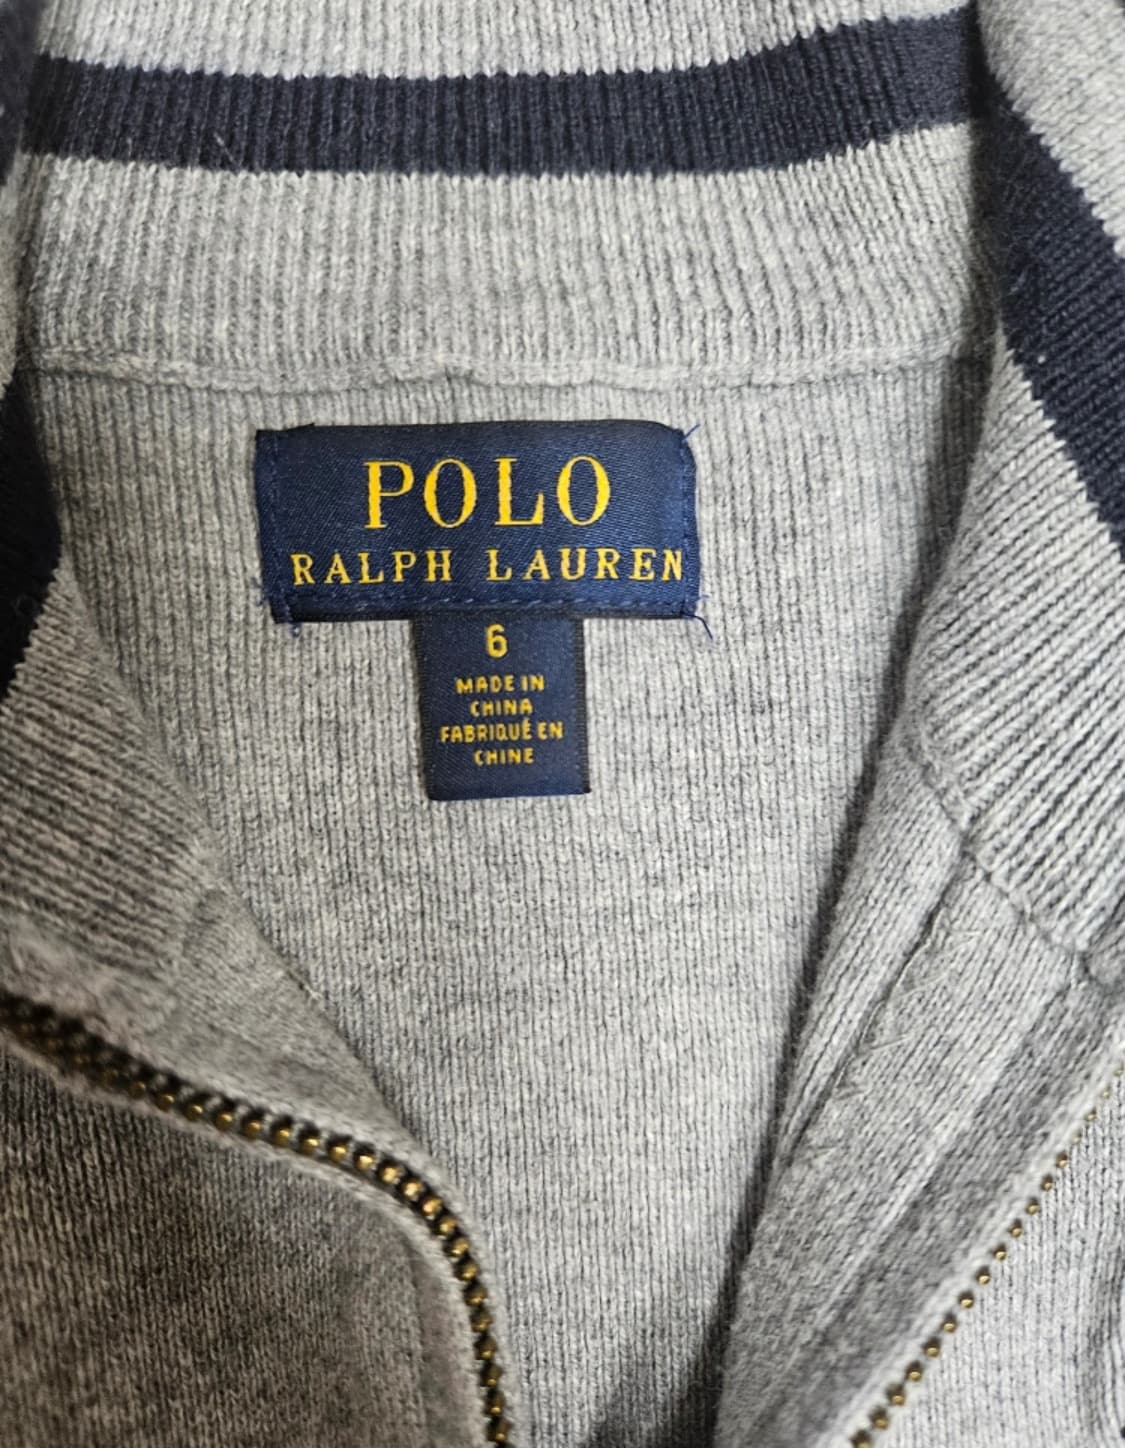 POLO
RALPH LAUREN
6
MADE IN
CHINA
FABRIQUÉ EN
CHINE